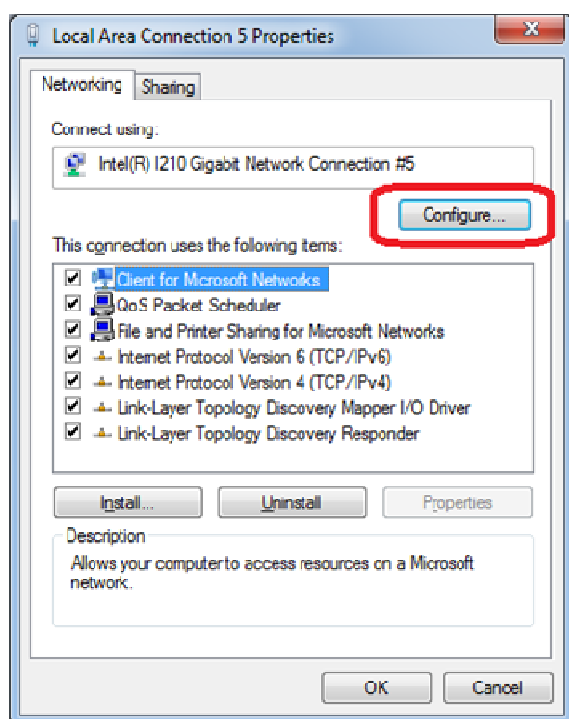 Local Area Connection 5 Properties
Networking Sharing
Connect using:
Intel(R) I210 Gigabit Network Connection #5
Configure...
This connection uses the following items:
Client for Microsoft Networks
QoS Packet Scheduler
File and Printer Sharing for Microsoft Networks
Internet Protocol Version 6 (TCP/IPv6)
Internet Protocol Version 4 (TCP/IPv4)
Link-Layer Topology Discovery Mapper I/O Driver
Link-Layer Topology Discovery Responder
Install... Uninstall Properties
Description
Allows your computer to access resources on a Microsoft
network.
OK Cancel